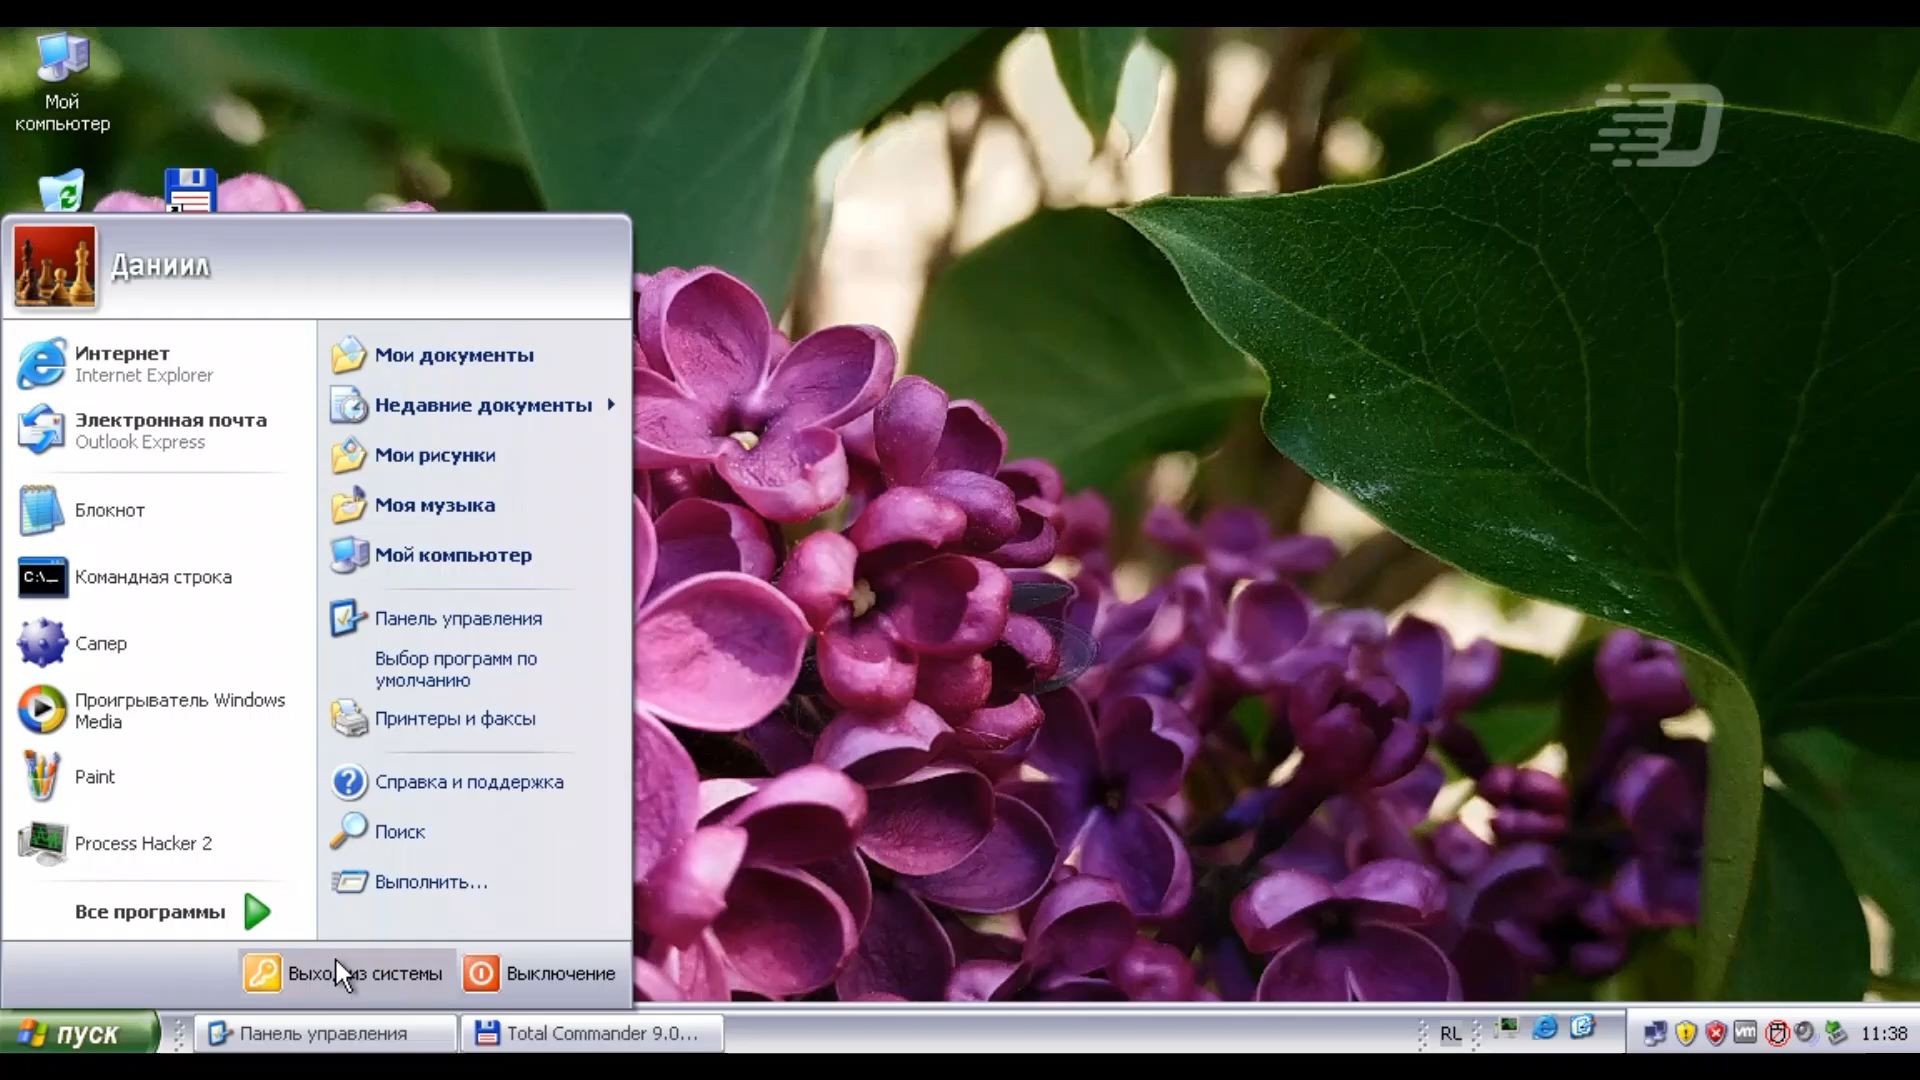 Мой
компьютер
Даниил
Интернет
Internet Explorer
Электронная почта
Outlook Express
Блокнот
C:\_
Командная строка
Сапер
Проигрыватель Windows
Media
Paint
Process Hacker 2
Все программы
Мои документы
Недавние документы
Мои рисунки
Моя музыка
Мой компьютер
Панель управления
Выбор программ по
умолчанию
Принтеры и факсы
Справка и поддержка
Поиск
Выполнить...
из системы
Выключение
пуск
Панель управления
Total Commander 9.0...
RL
vm
11:38